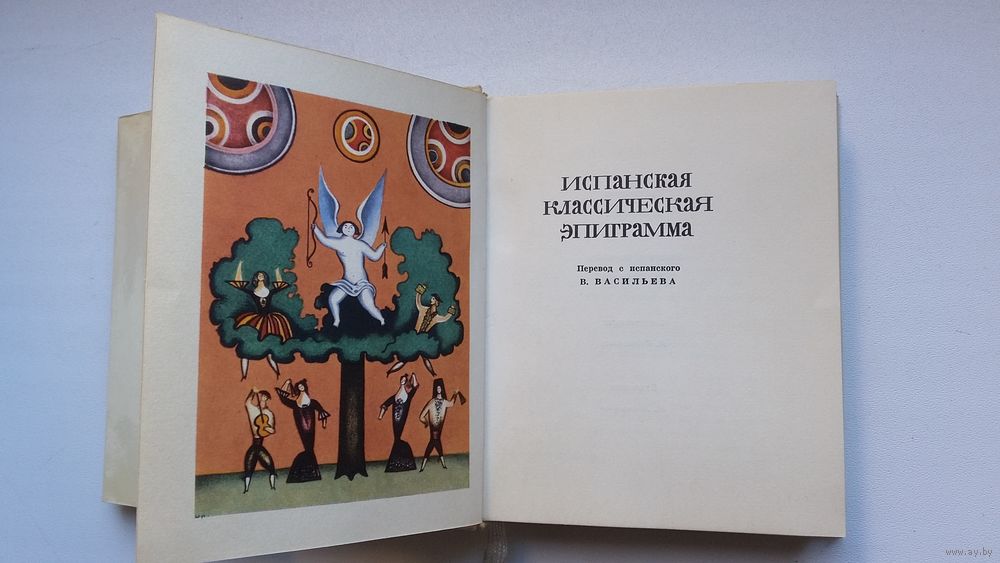 ИСПАНСКАЯ
КЛАССИЧЕСКАЯ
ЭПИГРАММА
Перевод с испанского
В. ВАСИЛЬЕВА
www.ay.by